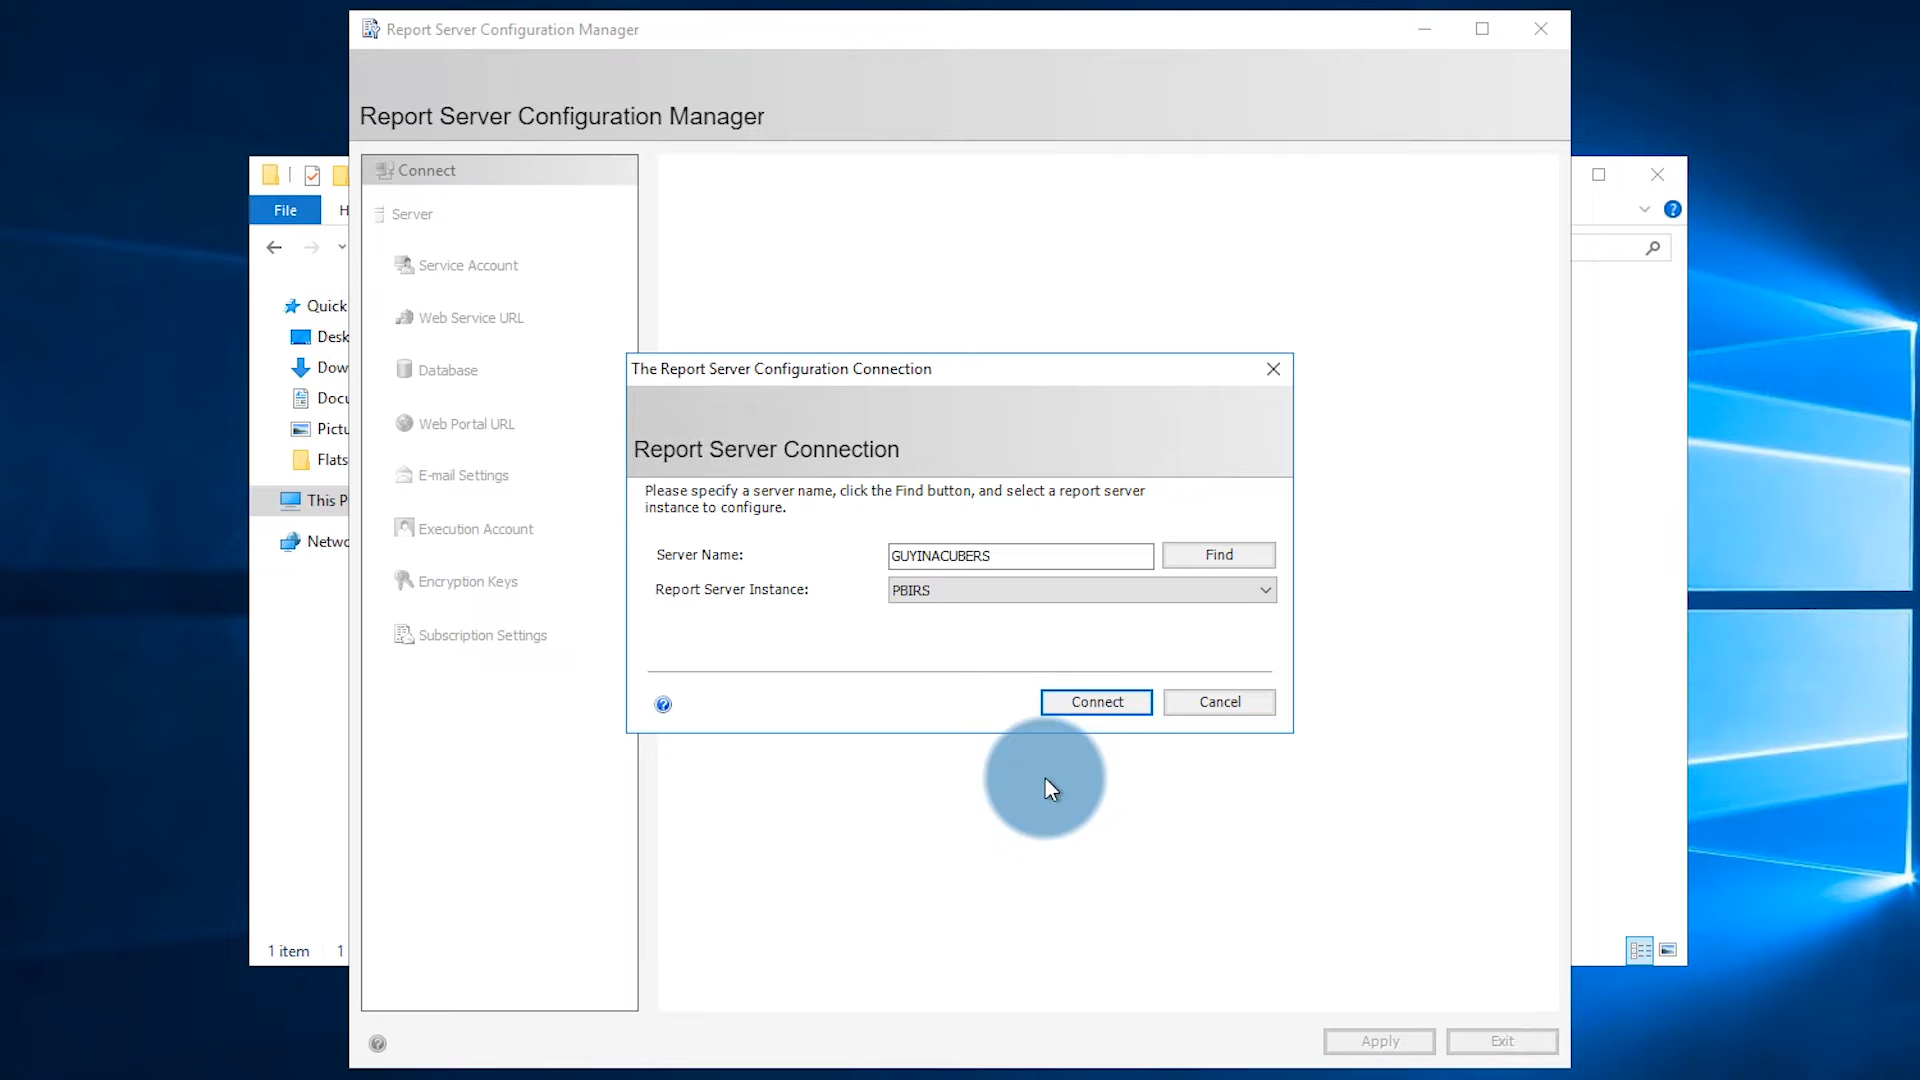 Report Server Configuration Manager
Report Server Configuration Manager
Connect
Server
Service Account
Web Service URL
Database
Web Portal URL
E-mail Settings
Execution Account
Encryption Keys
Subscription Settings
File
H
Quick
Desk
Dow
Docu
Pictu
Flats
This P
Netwo
1 item
1
The Report Server Configuration Connection
Report Server Connection
Please specify a server name, click the Find button, and select a report server
instance to configure.
Server Name:
GUYINACUBERS
Find
Report Server Instance:
PBIRS
Connect
Cancel
Apply
Exit